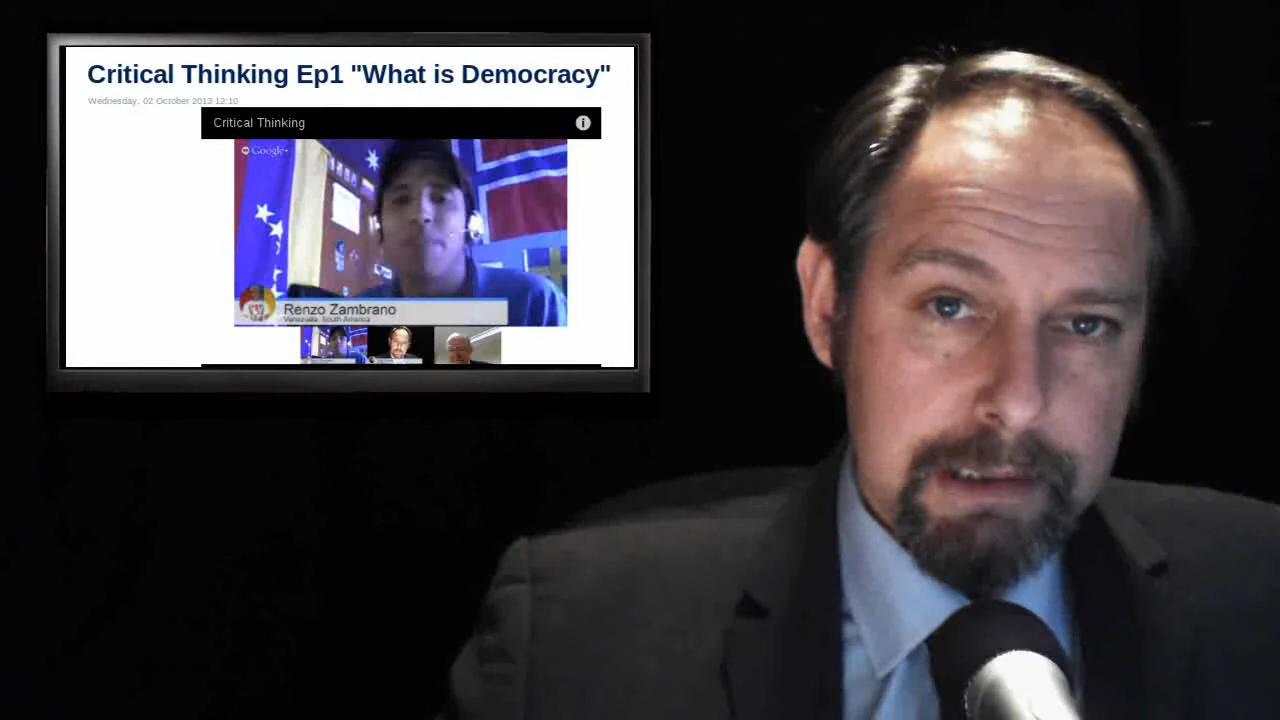 Critical Thinking Ep1 "What is Democracy"
Wednesday, 02 October 2013 12:10
Critical Thinking
Google+
Renzo Zambrano
Venezuela, South America